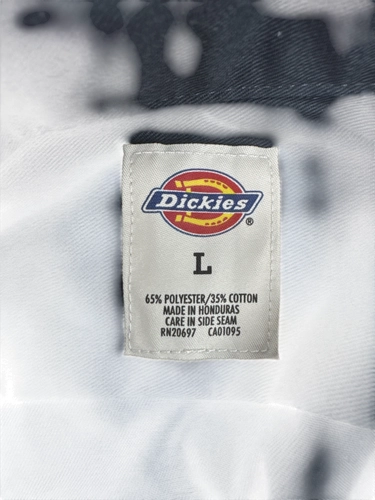 Dickies®
L
65% POLYESTER/35% COTTON
MADE IN HONDURAS
CARE IN SIDE SEAM
RN20697 CA01095